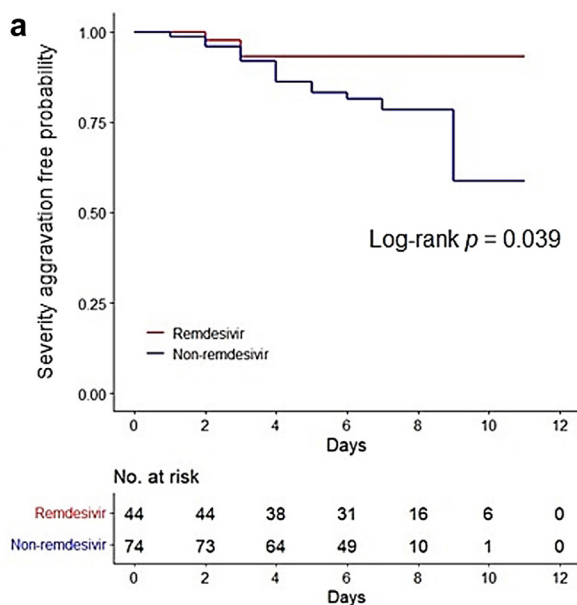 a
Severity aggravation free probability
1.00
0.75
0.50
0.25
0.00
Log-rank p = 0.039
Remdesivir
Non-remdesivir
0 2 4 6 8 10 12
Days
No. at risk
Remdesivir 44 44 38 31 16 6 0
Non-remdesivir 74 73 64 49 10 1 0
0 2 4 6 8 10 12
Days